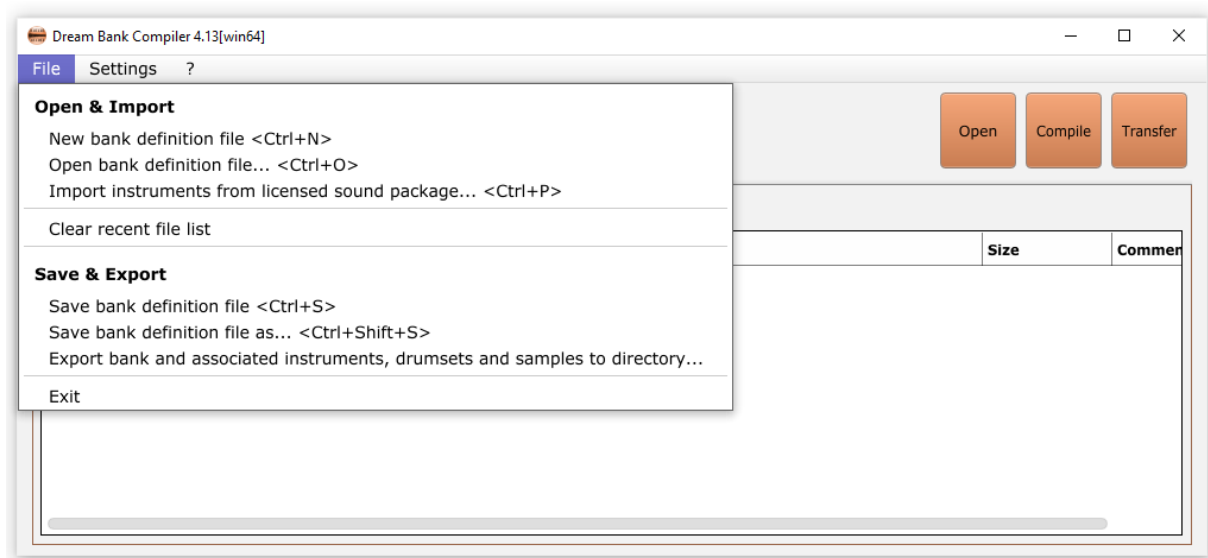 Dream Bank Compiler 4.13[win64]
File Settings ?
Open & Import
New bank definition file <Ctrl+N>
Open bank definition file... <Ctrl+O>
Import instruments from licensed sound package... <Ctrl+P>
Clear recent file list
Save & Export
Save bank definition file <Ctrl+S>
Save bank definition file as... <Ctrl+Shift+S>
Export bank and associated instruments, drumsets and samples to directory...
Exit
Open Compile Transfer
Size Commen